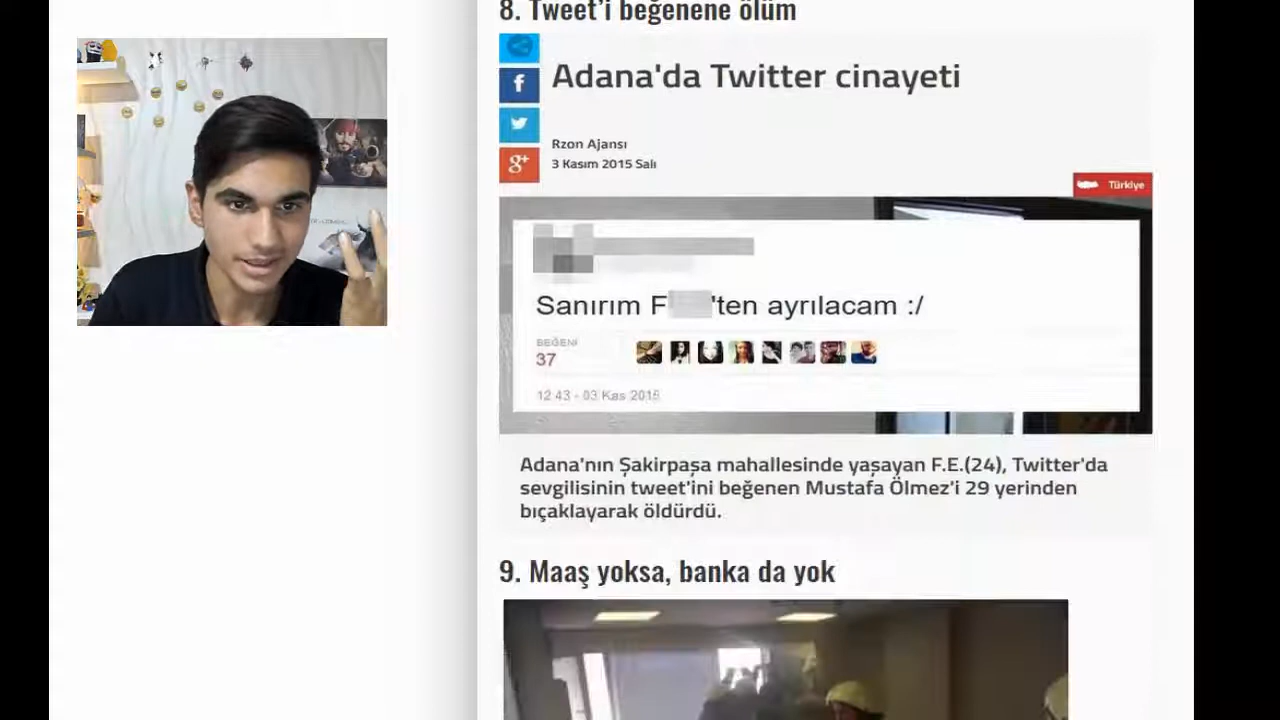 8. Tweet’i beğenene ölüm
Adana'da Twitter cinayeti
f
g+
Rzon Ajansı
3 Kasım 2015 Salı
Türkiye
Sanırım F 'ten ayrılacam :/
BEĞENİ
37
12 43 - 03 Kas 2015
Adana'nın Şakirpaşa mahallesinde yaşayan F.E.(24), Twitter'da
sevgilisinin tweet'ini beğenen Mustafa Ölmez'i 29 yerinden
bıçaklayarak öldürdü.
9. Maaş yoksa, banka da yok